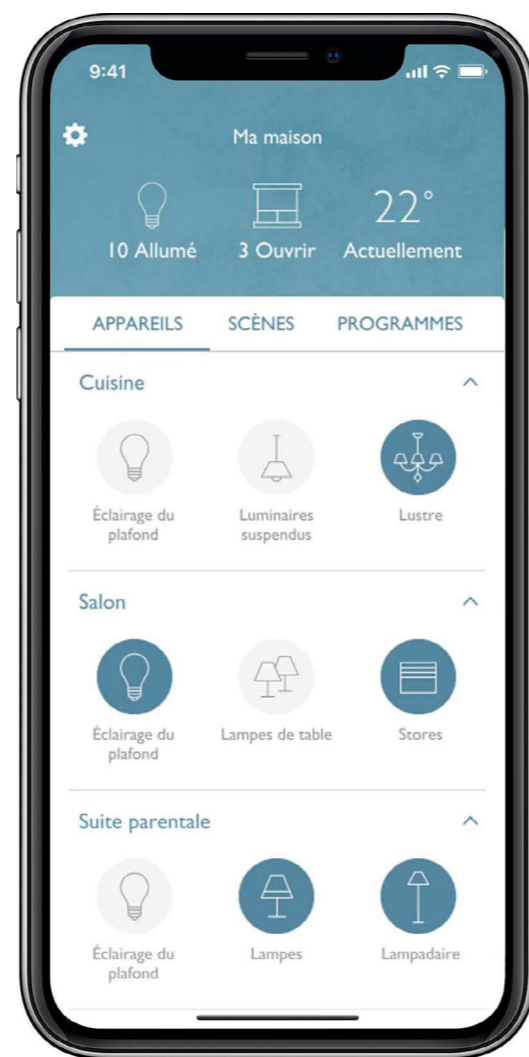 9:41
Ma maison
22°
10 Allumé 3 Ouvrir Actuellement
APPAREILS SCÈNES PROGRAMMES
Cuisine
Éclairage du
plafond
Luminaires
suspendus
Lustre
Salon
Éclairage du
plafond
Lampes de table
Stores
Suite parentale
Éclairage du
plafond
Lampes
Lampadaire